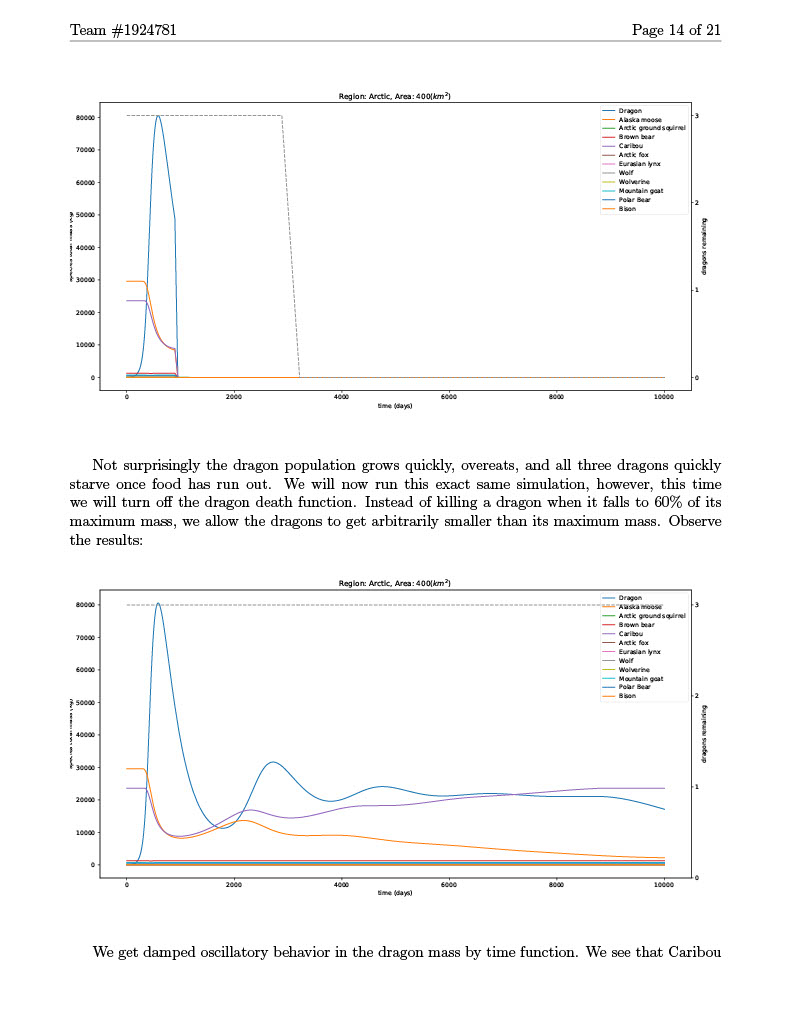 Team #1924781
Page 14 of 21
Region: Arctic, Area: 400(km²)
80000
70000
60000
50000
40000
30000
20000
10000
0
3
2
1
0
dragons remaining
Dragon
Alaska moose
Arctic ground squirrel
Brown bear
Caribou
Arctic fox
Eurasian lynx
Wolf
Wolverine
Mountain goat
Polar Bear
Bison
0
2000
4000
6000
8000
10000
time (days)
Not surprisingly the dragon population grows quickly, overeats, and all three dragons quickly
starve once food has run out. We will now run this exact same simulation, however, this time
we will turn off the dragon death function. Instead of killing a dragon when it falls to 60% of its
maximum mass, we allow the dragons to get arbitrarily smaller than its maximum mass. Observe
the results:
Region: Arctic, Area: 400(km²)
80000
70000
60000
50000
40000
30000
20000
10000
0
3
2
1
0
dragons remaining
Dragon
Alaska moose
Arctic ground squirrel
Brown bear
Caribou
Arctic fox
Eurasian lynx
Wolf
Wolverine
Mountain goat
Polar Bear
Bison
0
2000
4000
6000
8000
10000
time (days)
We get damped oscillatory behavior in the dragon mass by time function. We see that Caribou